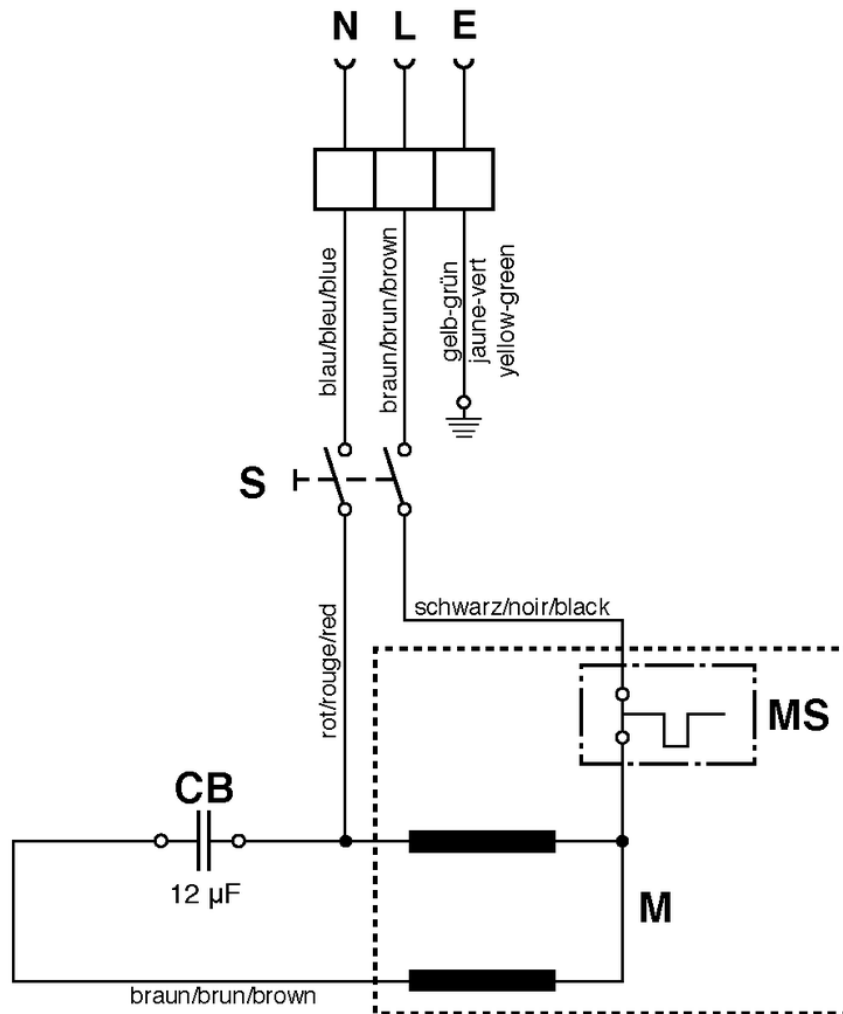 N L E
blau/bleu/blue
braun/brun/brown
gelb-grün
jaune-vert
yellow-green
S
schwarz/noir/black
rot/rouge/red
MS
CB
12 µF
M
braun/brun/brown